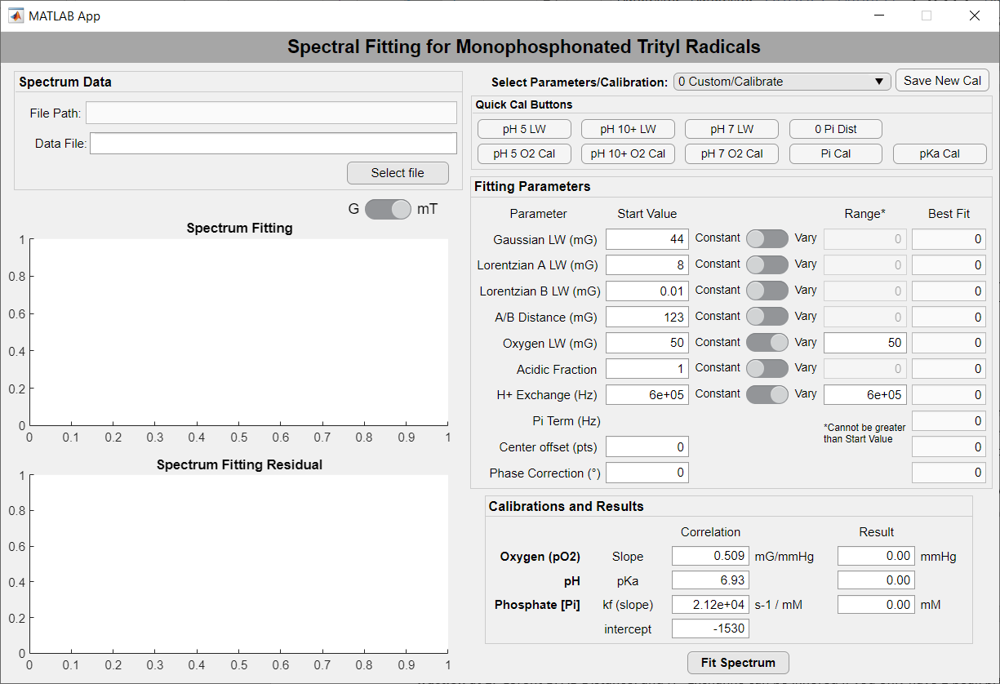 MATLAB App
Spectral Fitting for Monophosphonated Trityl Radicals
Spectrum Data
File Path:
Data File:
Select file
G mT
Spectrum Fitting
1
0.8
0.6
0.4
0.2
0
0 0.1 0.2 0.3 0.4 0.5 0.6 0.7 0.8 0.9 1
Spectrum Fitting Residual
1
0.8
0.6
0.4
0.2
0
0 0.1 0.2 0.3 0.4 0.5 0.6 0.7 0.8 0.9 1
Select Parameters/Calibration: 0 Custom/Calibrate Save New Cal
Quick Cal Buttons
pH 5 LW pH 10+ LW pH 7 LW 0 Pi Dist
pH 5 O2 Cal pH 10+ O2 Cal pH 7 O2 Cal Pi Cal pKa Cal
Fitting Parameters
Parameter Start Value Range* Best Fit
Gaussian LW (mG) 44 Constant Vary 0 0
Lorentzian A LW (mG) 8 Constant Vary 0 0
Lorentzian B LW (mG) 0.01 Constant Vary 0 0
A/B Distance (mG) 123 Constant Vary 0 0
Oxygen LW (mG) 50 Constant Vary 50 0
Acidic Fraction 1 Constant Vary 0 0
H+ Exchange (Hz) 6e+05 Constant Vary 6e+05 0
Pi Term (Hz) 0
*Cannot be greater
than Start Value
Center offset (pts) 0 0
Phase Correction (°) 0 0
Calibrations and Results
Correlation Result
Oxygen (pO2) Slope 0.509 mG/mmHg 0.00 mmHg
pH pKa 6.93 0.00
Phosphate [Pi] kf (slope) 2.12e+04 s-1 / mM 0.00 mM
intercept -1530
Fit Spectrum